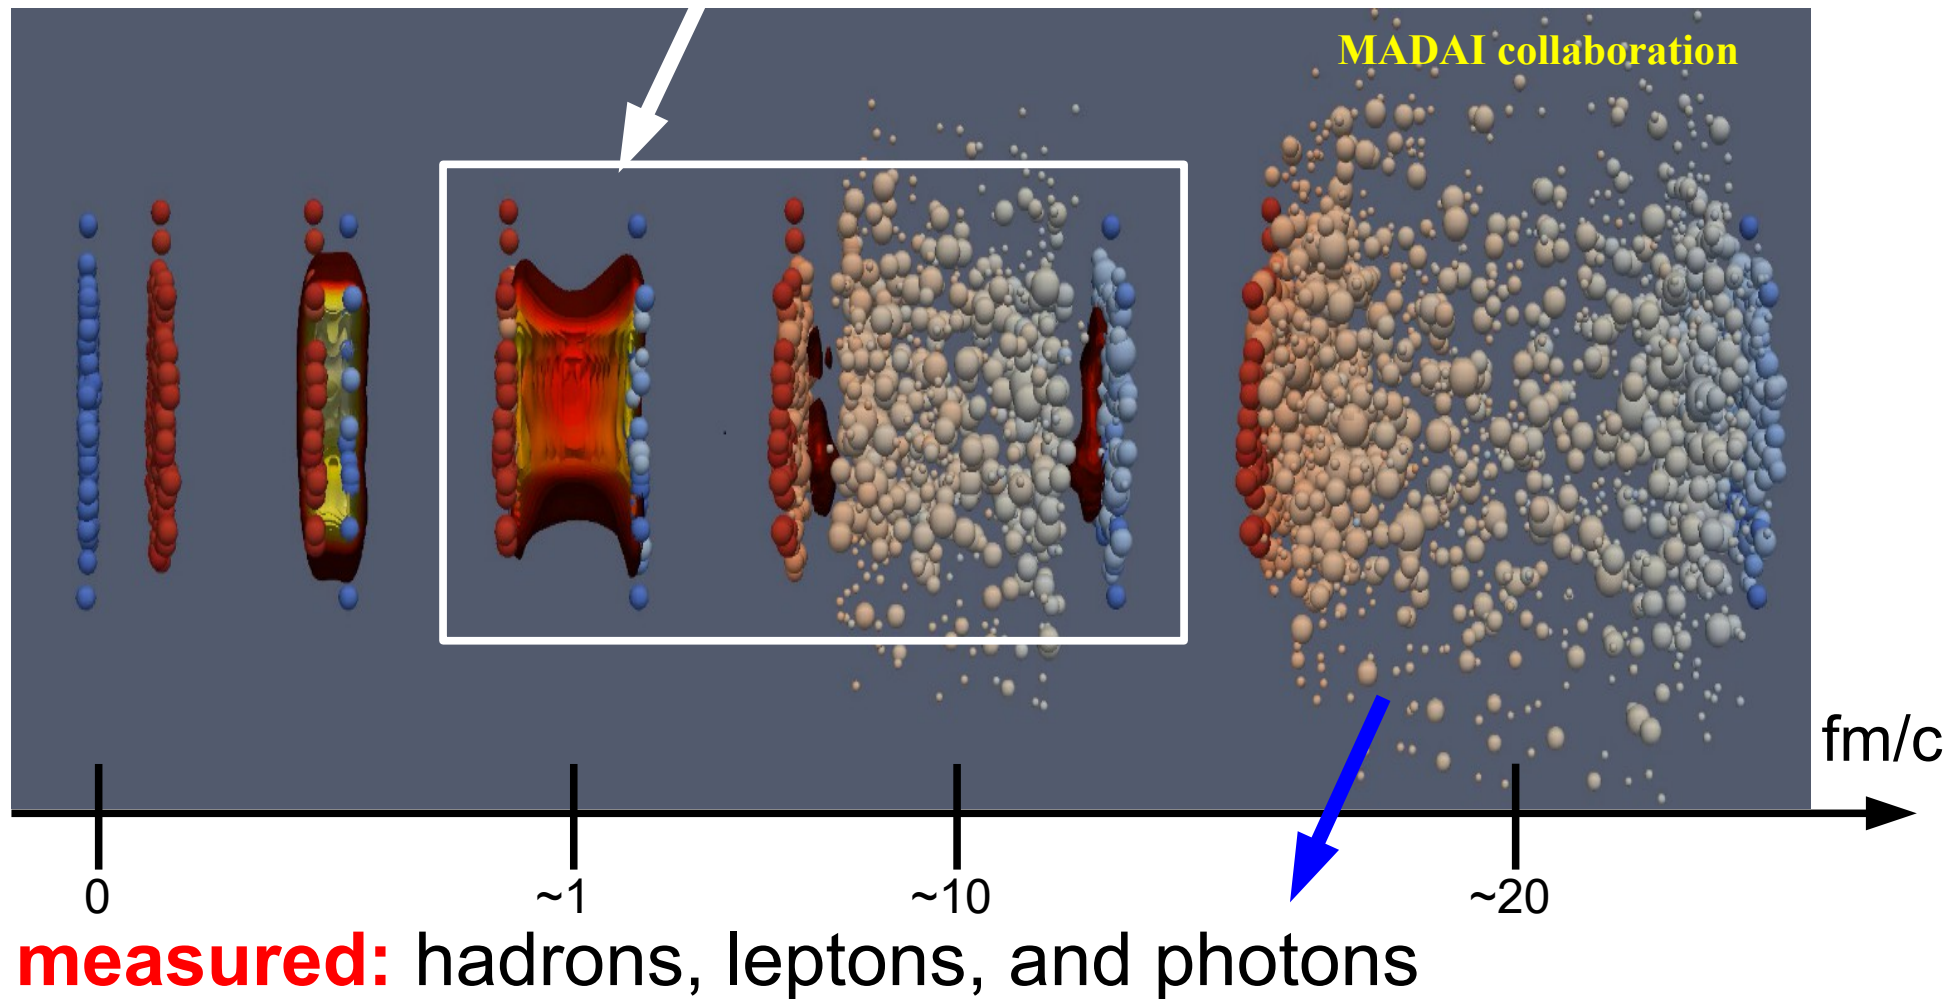 MADAI collaboration
fm/c
0 ~1 ~10 ~20
measured: hadrons, leptons, and photons